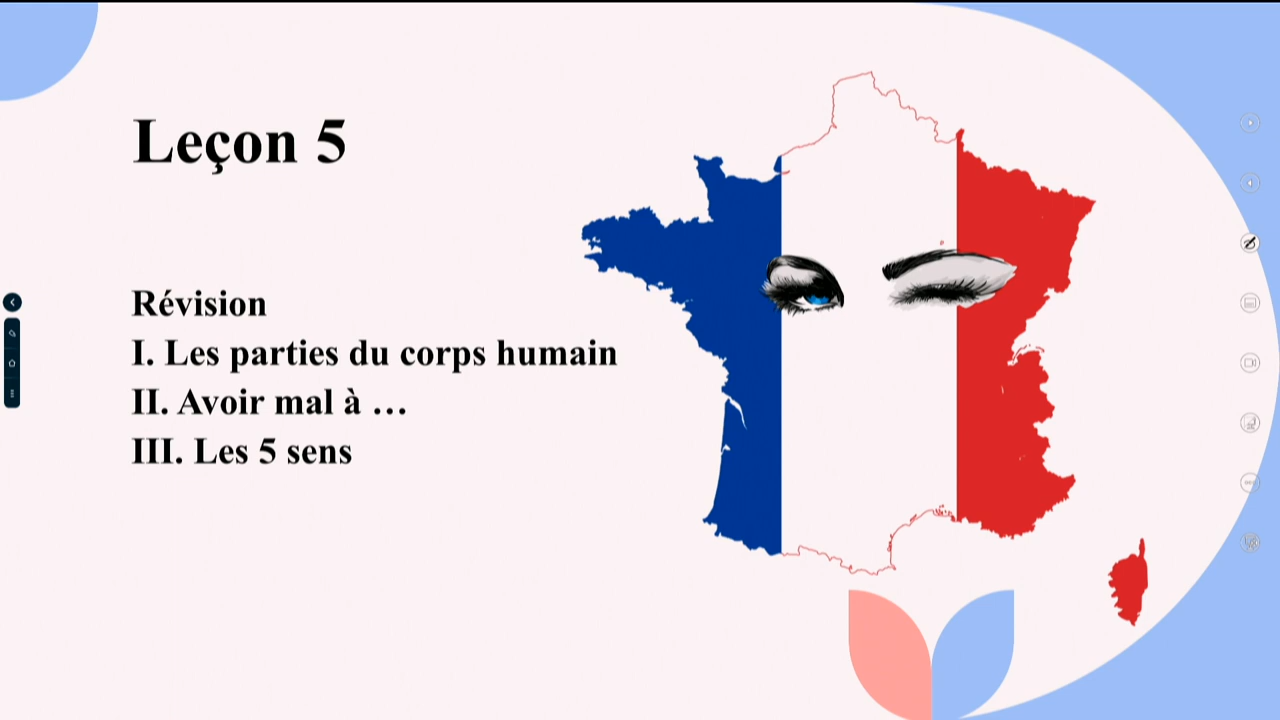 Leçon 5
Révision
I. Les parties du corps humain
II. Avoir mal à …
III. Les 5 sens